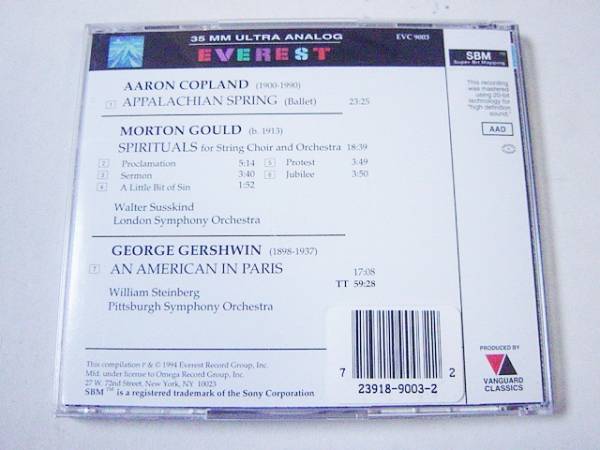 35 MM ULTRA ANALOG
EVEREST
EVC 9003
SBM TM
Super Bit Mapping
This recording
was mastered
using 20-bit
technology for
"high definition
sound."
AAD
AARON COPLAND (1900-1990)
1 APPALACHIAN SPRING (Ballet) 23:25
MORTON GOULD (b. 1913)
SPIRITUALS for String Choir and Orchestra 18:39
2 Proclamation 5:14 5 Protest 3:49
3 Sermon 3:40 6 Jubilee 3:50
4 A Little Bit of Sin 1:52
Walter Susskind
London Symphony Orchestra
GEORGE GERSHWIN (1898-1937)
7 AN AMERICAN IN PARIS 17:08
TT 59:28
William Steinberg
Pittsburgh Symphony Orchestra
This compilation P & © 1994 Everest Record Group, Inc.
Mfd. under license to Omega Record Group, Inc.
27 W. 72nd Street, New York, NY 10023
SBM TM is a registered trademark of the Sony Corporation
7 23918-9003-2 2
PRODUCED BY
VANGUARD
CLASSICS